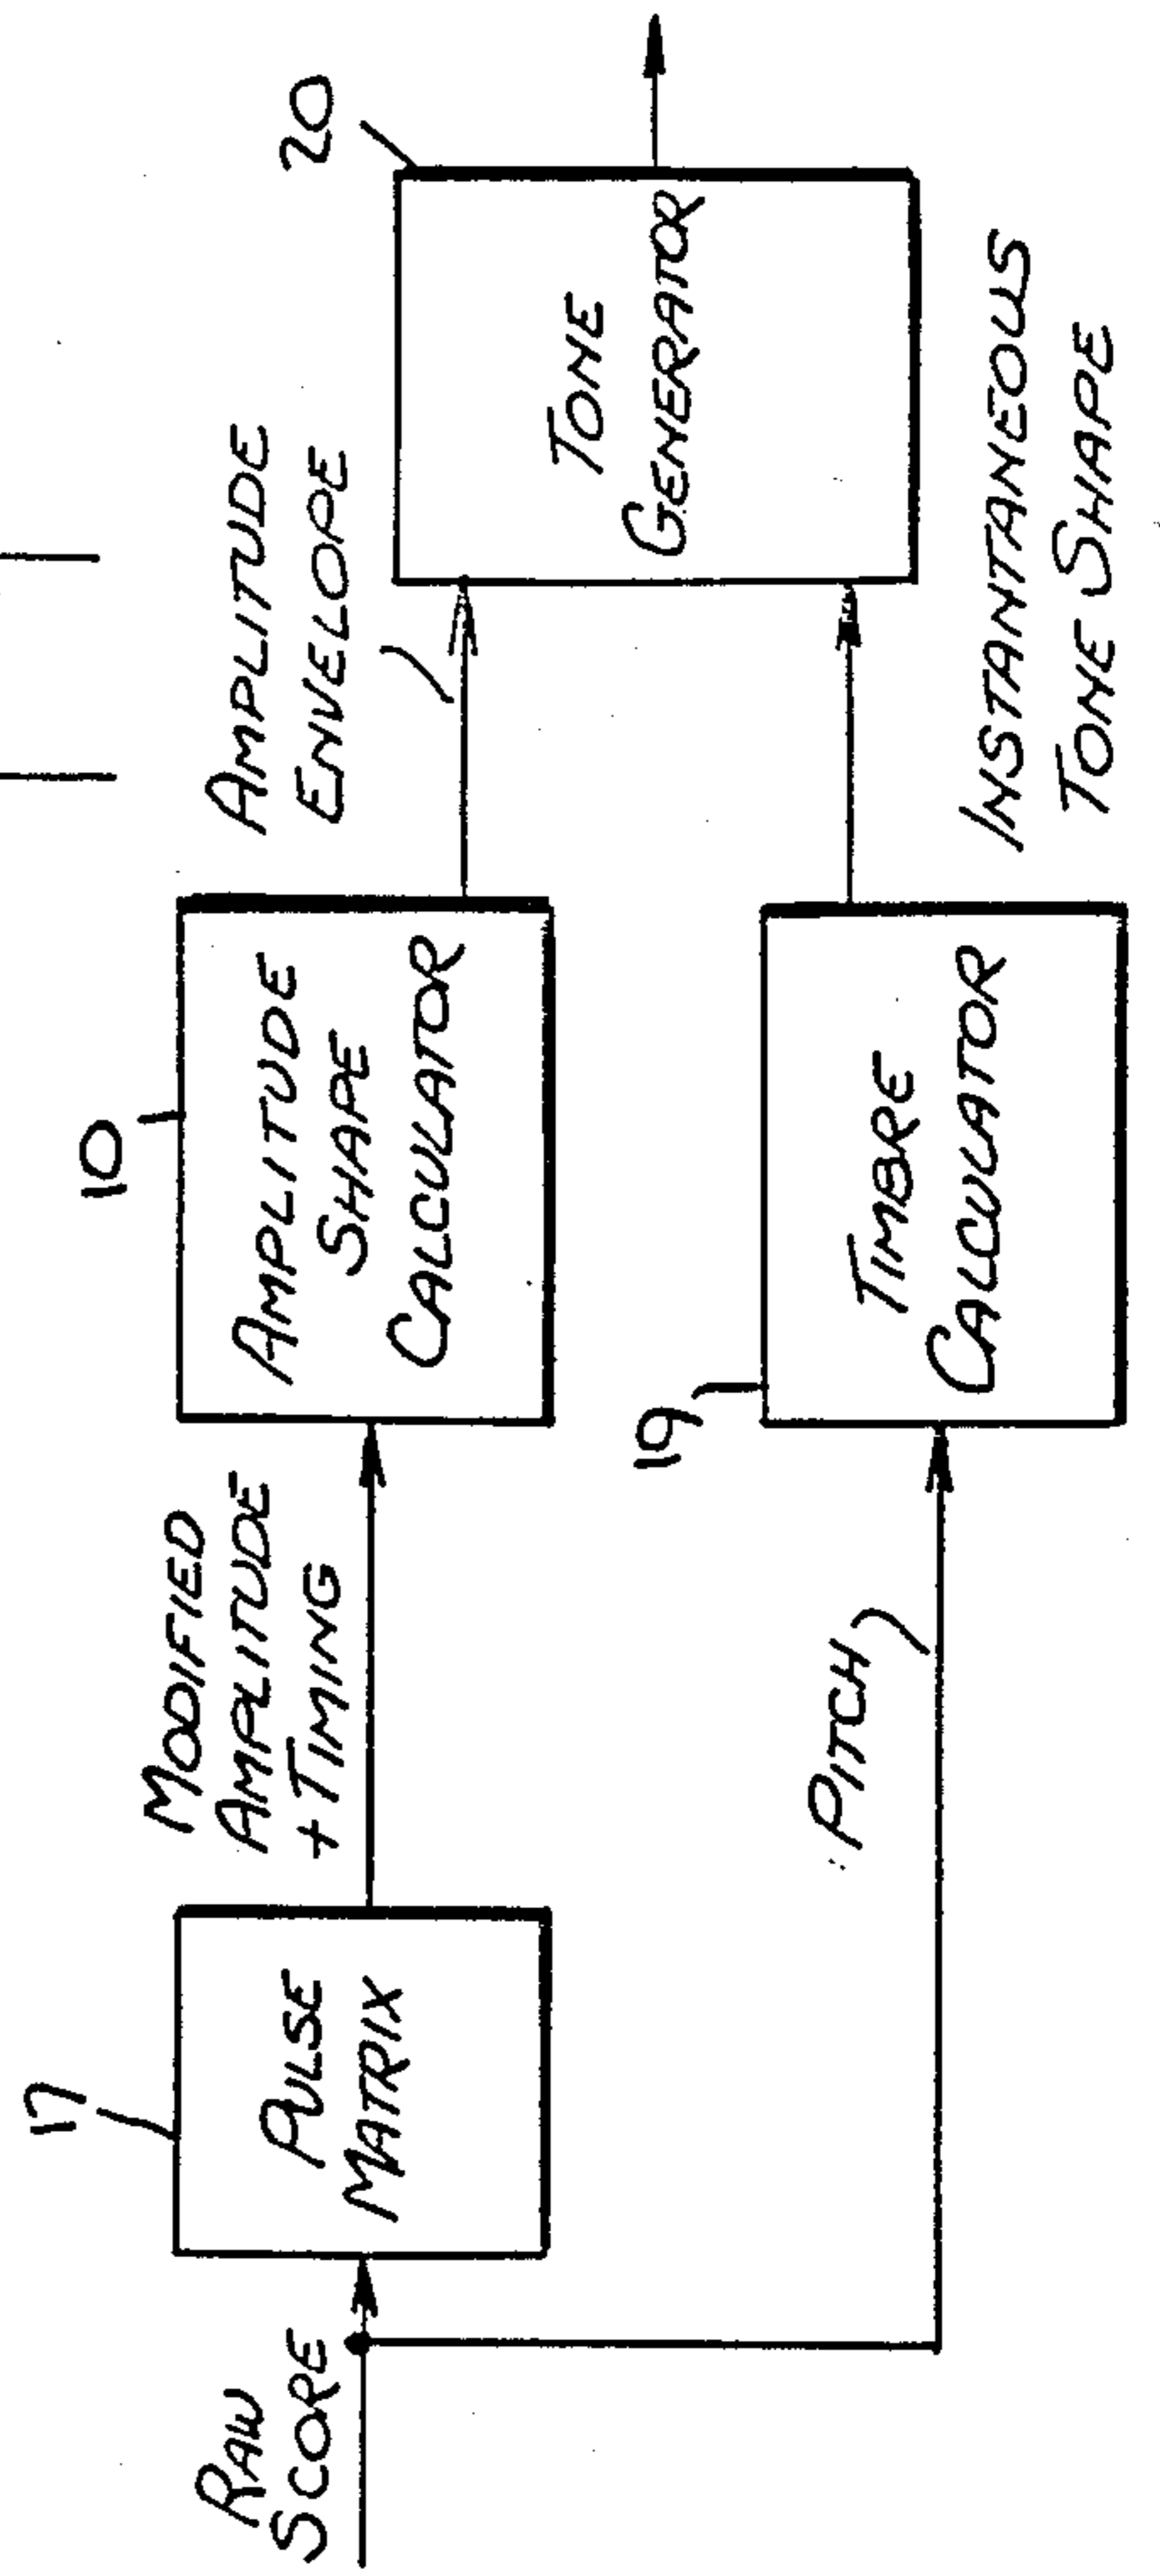 RAW
SCORE
17
PULSE
MATRIX
MODIFIED
AMPLITUDE
+ TIMING
10
AMPLITUDE
SHAPE
CALCULATOR
AMPLITUDE
ENVELOPE
20
TONE
GENERATOR
PITCH
19
TIMBRE
CALCULATOR
INSTANTANEOUS
TONE SHAPE